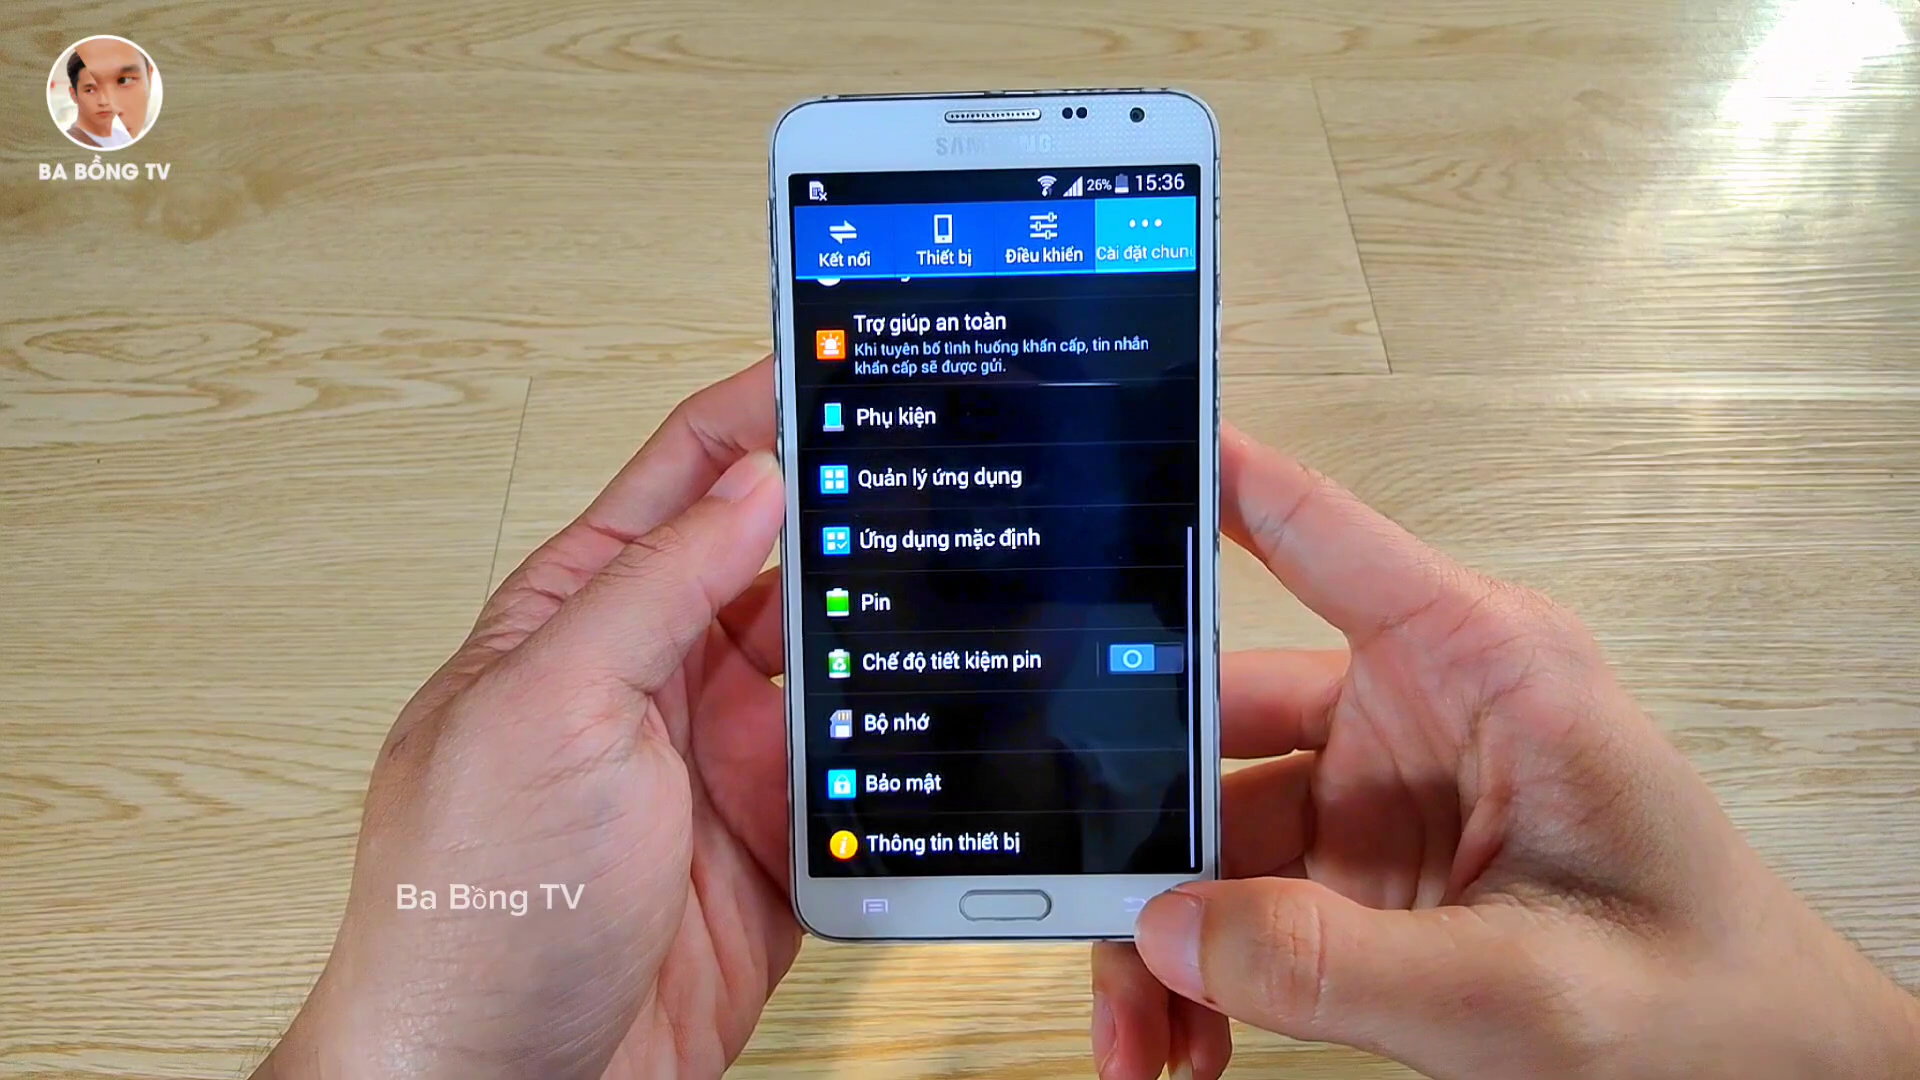 BA BỒNG TV
SAMSUNG
26% 15:36
Kết nối
Thiết bị
Điều khiển
Cài đặt chun
Trợ giúp an toàn
Khi tuyên bố tình huống khẩn cấp, tin nhắn
khẩn cấp sẽ được gửi.
Phụ kiện
Quản lý ứng dụng
Ứng dụng mặc định
Pin
Chế độ tiết kiệm pin
Bộ nhớ
Bảo mật
Thông tin thiết bị
Ba Bồng TV